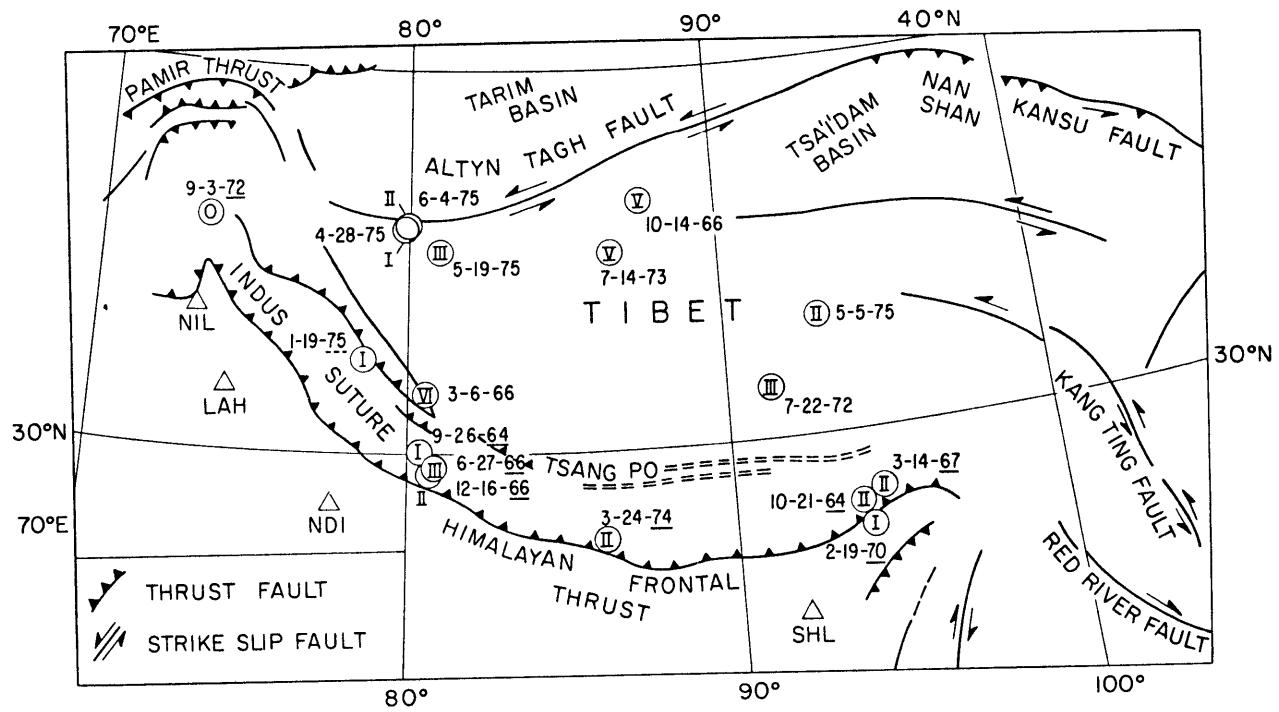 70°E
80°
90°
40°N
PAMIR THRUST
TARIM
BASIN
NAN
SHAN
KANSU FAULT
TSA'I'DAM
BASIN
ALTYN TAGH FAULT
9-3-72
O
II
6-4-75
4-28-75
I
III
5-19-75
V
10-14-66
V
7-14-73
TIBET
II
5-5-75
INDUS
SUTURE
NIL
1-19-75
I
LAH
VI
3-6-66
III
7-22-72
30°N
KANG TING FAULT
30°N
9-26-64
I
III
6-27-66
12-16-66
II
TSANG PO
3-14-67
II
10-21-64
II
I
2-19-70
70°E
NDI
3-24-74
II
HIMALAYAN
FRONTAL
THRUST
RED RIVER FAULT
SHL
THRUST FAULT
STRIKE SLIP FAULT
80°
90°
100°